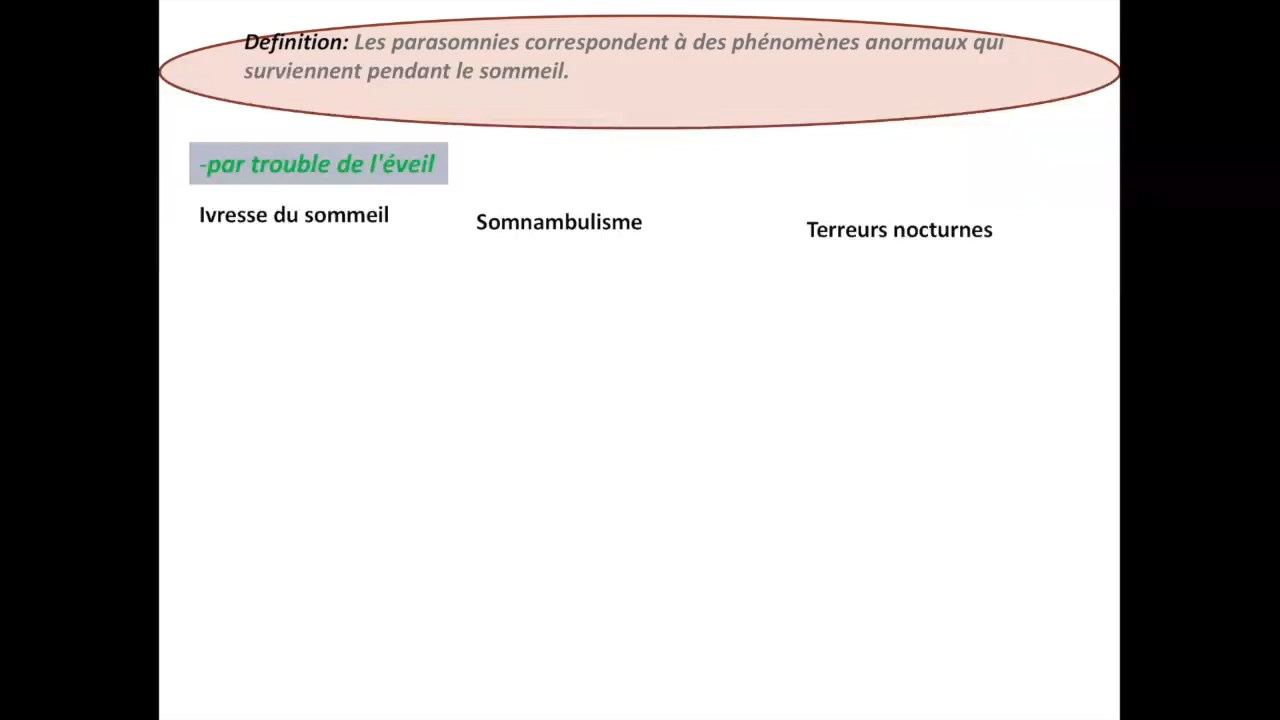 Definition: Les parasomnies correspondent à des phénomènes anormaux qui
surviennent pendant le sommeil.
-par trouble de l'éveil
Ivresse du sommeil
Somnambulisme
Terreurs nocturnes